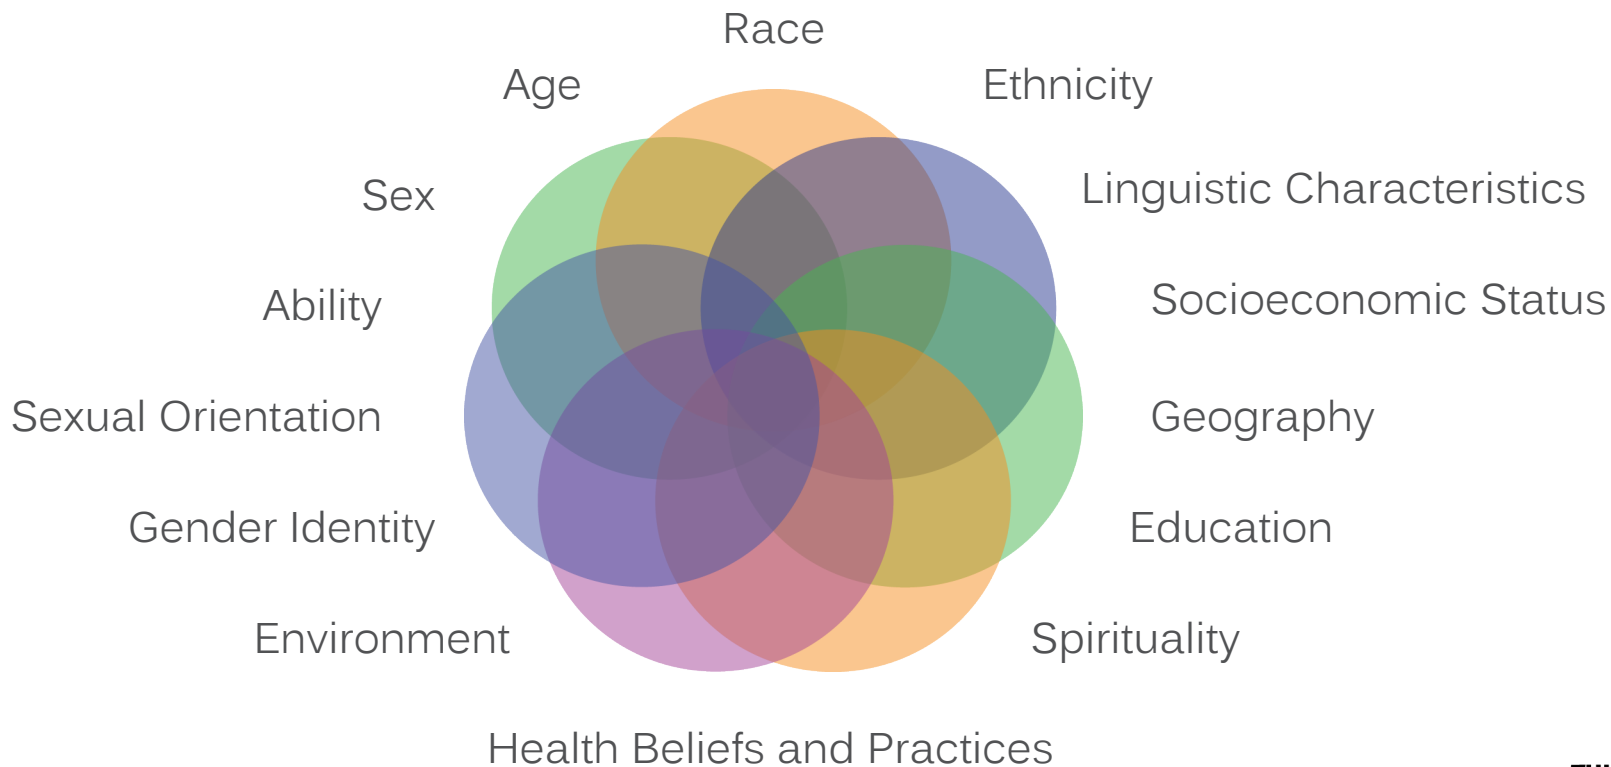 Race
Age
Ethnicity
Sex
Linguistic Characteristics
Ability
Socioeconomic Status
Sexual Orientation
Geography
Gender Identity
Education
Environment
Spirituality
Health Beliefs and Practices